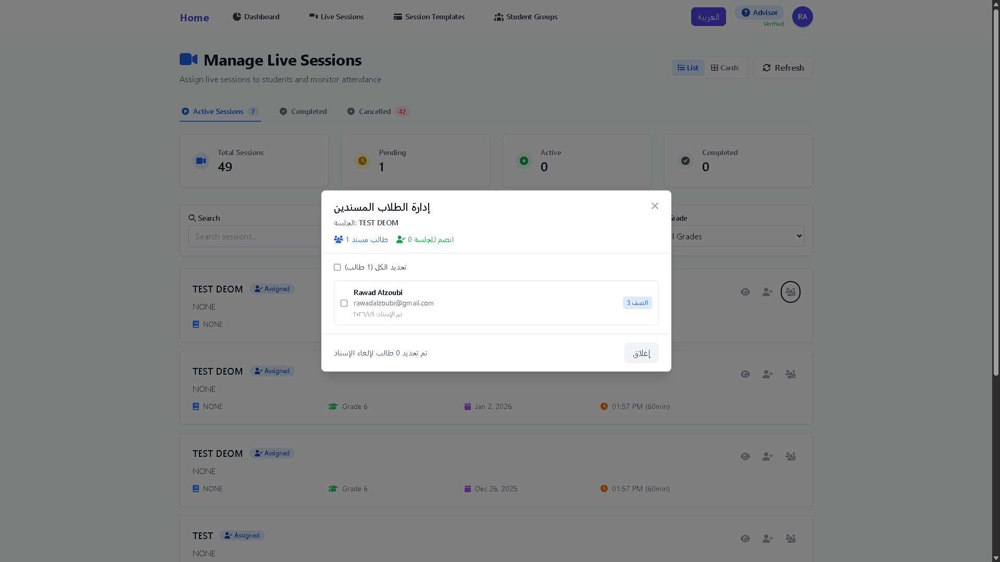 Home
Dashboard
Live Sessions
Session Templates
Student Groups
العربية
Advisor
Verified
RA
Manage Live Sessions
Assign live sessions to students and monitor attendance
List
Cards
Refresh
Active Sessions 7
Completed
Cancelled 42
Total Sessions
49
Pending
1
Active
0
Completed
0
Search
Search sessions...
Grade
l Grades
إدارة الطلاب المسندين
الجلسة: TEST DEOM
1 طالب مسند
0 انضم للجلسة
تحديد الكل (1 طالب)
Rawad Alzoubi
rawadalzoubi@gmail.com
تم الإسناد: ٢٠٢٦/١/٤
الصف 3
تم تحديد 0 طالب لإلغاء الإسناد
إغلاق
TEST DEOM Assigned
NONE
NONE
TEST DEOM Assigned
NONE
NONE
Grade 6
Jan 2, 2026
01:57 PM (60min)
TEST DEOM Assigned
NONE
NONE
Grade 6
Dec 26, 2025
01:57 PM (60min)
TEST Assigned
NONE